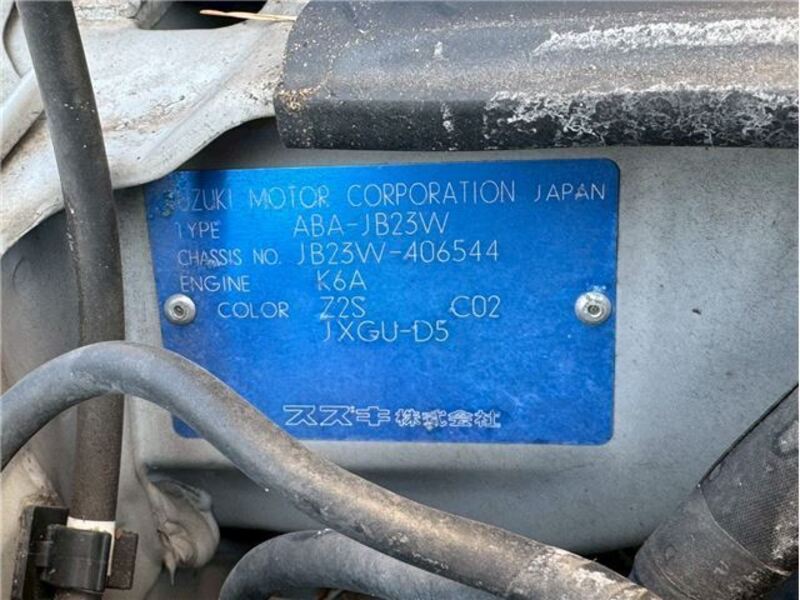 SUZUKI MOTOR CORPORATION JAPAN
TYPE ABA-JB23W
CHASSIS NO. JB23W-406544
ENGINE K6A
COLOR Z2S C02
JXGU-D5
スズキ株式会社